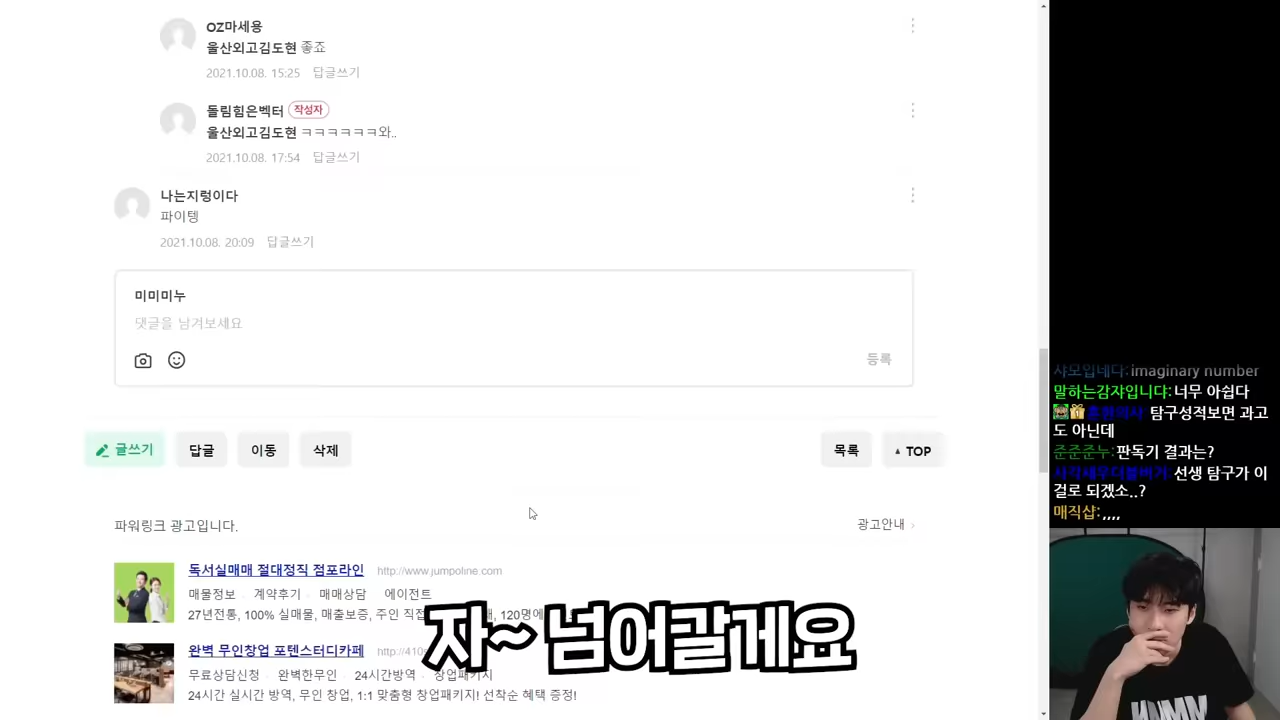 OZ마세용
울산외고김도현 좋죠
2021.10.08. 15:25 답글쓰기
돌림힘은벡터 작성자
울산외고김도현 ㅋㅋㅋㅋㅋㅋ와..
2021.10.08. 17:54 답글쓰기
나는지렁이다
파이텡
2021.10.08. 20:09 답글쓰기
미미미누
댓글을 남겨보세요
등록
글쓰기 답글 이동 삭제 목록 TOP
파워링크 광고입니다. 광고안내
독서실매매 절대정직 점포라인 http://www.jumpoline.com
매물정보 계약후기 매매상담 에이전트
27년전통, 100% 실매물, 매출보증, 주인 직접 120명에
완벽 무인창업 포텐스터디카페
무료상담신청 완벽한무인 24시간방역 창업패키지
24시간 실시간 방역, 무인 창업, 1:1 맞춤형 창업패키지! 선착순 혜택 증정!
자~ 넘어갈게요
샤모입네다: imaginary number
말하는감쟈입니댜: 너무 아쉽다
탐구성적보면 과고
도 아닌데
준준준누: 판독기 결과는?
선생 탐구가 이
걸로 되겠소..?
매직샵: ,,,,